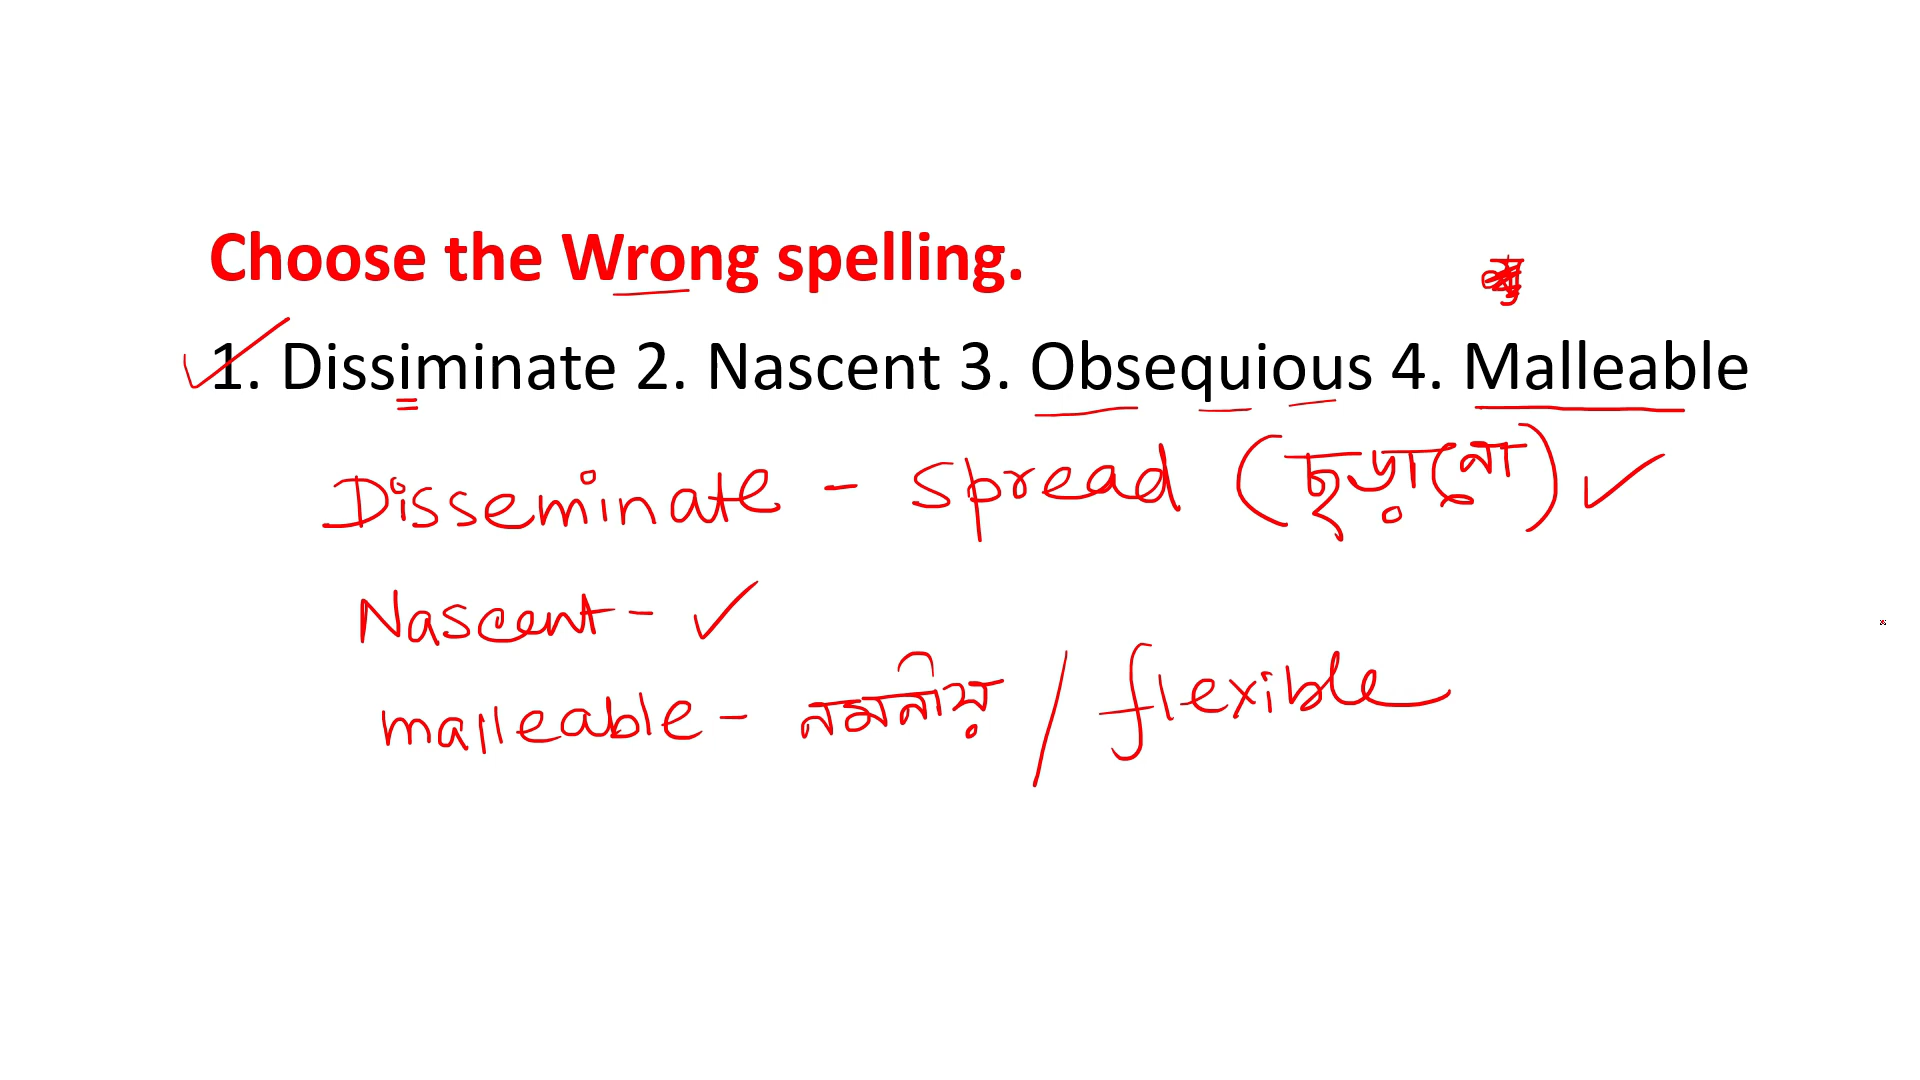 Choose the Wrong spelling.
1. Dissiminate 2. Nascent 3. Obsequious 4. Malleable
Disseminate - Spread (ছড়ানো)
Nascent -
malleable - নমনীয় / flexible